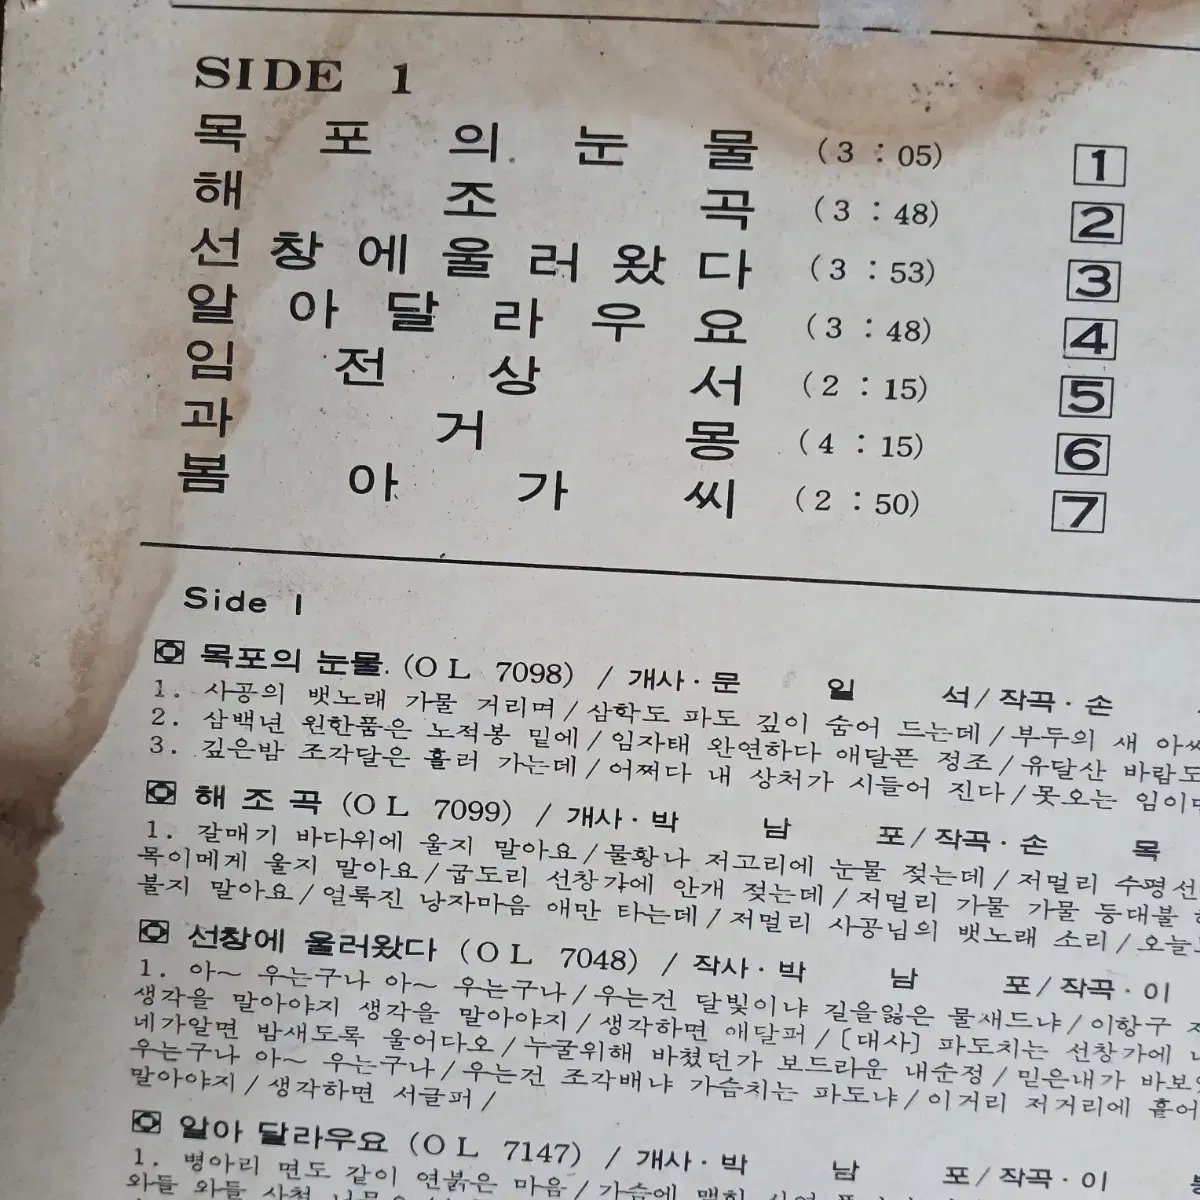 SIDE 1
목포의눈물 (3 : 05) 1
해조곡 (3 : 48) 2
선창에울러왔다 (3 : 53) 3
알아달라우요 (3 : 48) 4
임전상서 (2 : 15) 5
과거몽 (4 : 15) 6
봄아가씨 (2 : 50) 7
Side 1
목포의 눈물. (OL 7098) / 개사·문 일 석/작곡·손
1. 사공의 뱃노래 가물 거리며/삼학도 파도 깊이 숨어 드는데/부두의 새 아씨
2. 삼백년 원한품은 노적봉 밑에/임자태 완연하다 애달픈 정조/유달산 바람도
3. 깊은밤 조각달은 흘러 가는데/어쩌다 내 상처가 시들어 진다/못오는 임이
해 조 곡 (OL 7099) / 개사·박 남 포/작곡·손 목
1. 갈매기 바다위에 울지 말아요/물황나 저고리에 눈물 젖는데/저멀리 수평선
목이메게 울지 말아요/굽도리 선창가에 안개 젖는데/저멀리 가물 가물 등대불
불지 말아요/얼룩진 낭자마음 애만 타는데/저멀리 사공님의 뱃노래 소리/오늘
선창에 울러왔다 (OL 7048) / 작사·박 남 포/작곡·이
1. 아~ 우는구나 아~ 우는구나/우는건 달빛이냐 길을잃은 물새드냐/이항구
생각을 말아야지 생각을 말아야지/생각하면 애달퍼/〔대사〕 파도치는 선창가에
네가알면 밤새도록 울어다오/누굴위해 바쳤던가 보드라운 내순정/믿은내가 바보
우는구나 아~ 우는구나/우는건 조각배냐 가슴치는 파도냐/이거리 저거리에 흩어
말아야지/생각하면 서글퍼/
알아 달라우요 (OL 7147) / 개사·박 남 포/작곡·이
1. 병아리 면도 같이 연붉은 마음/가슴에
와들 와들